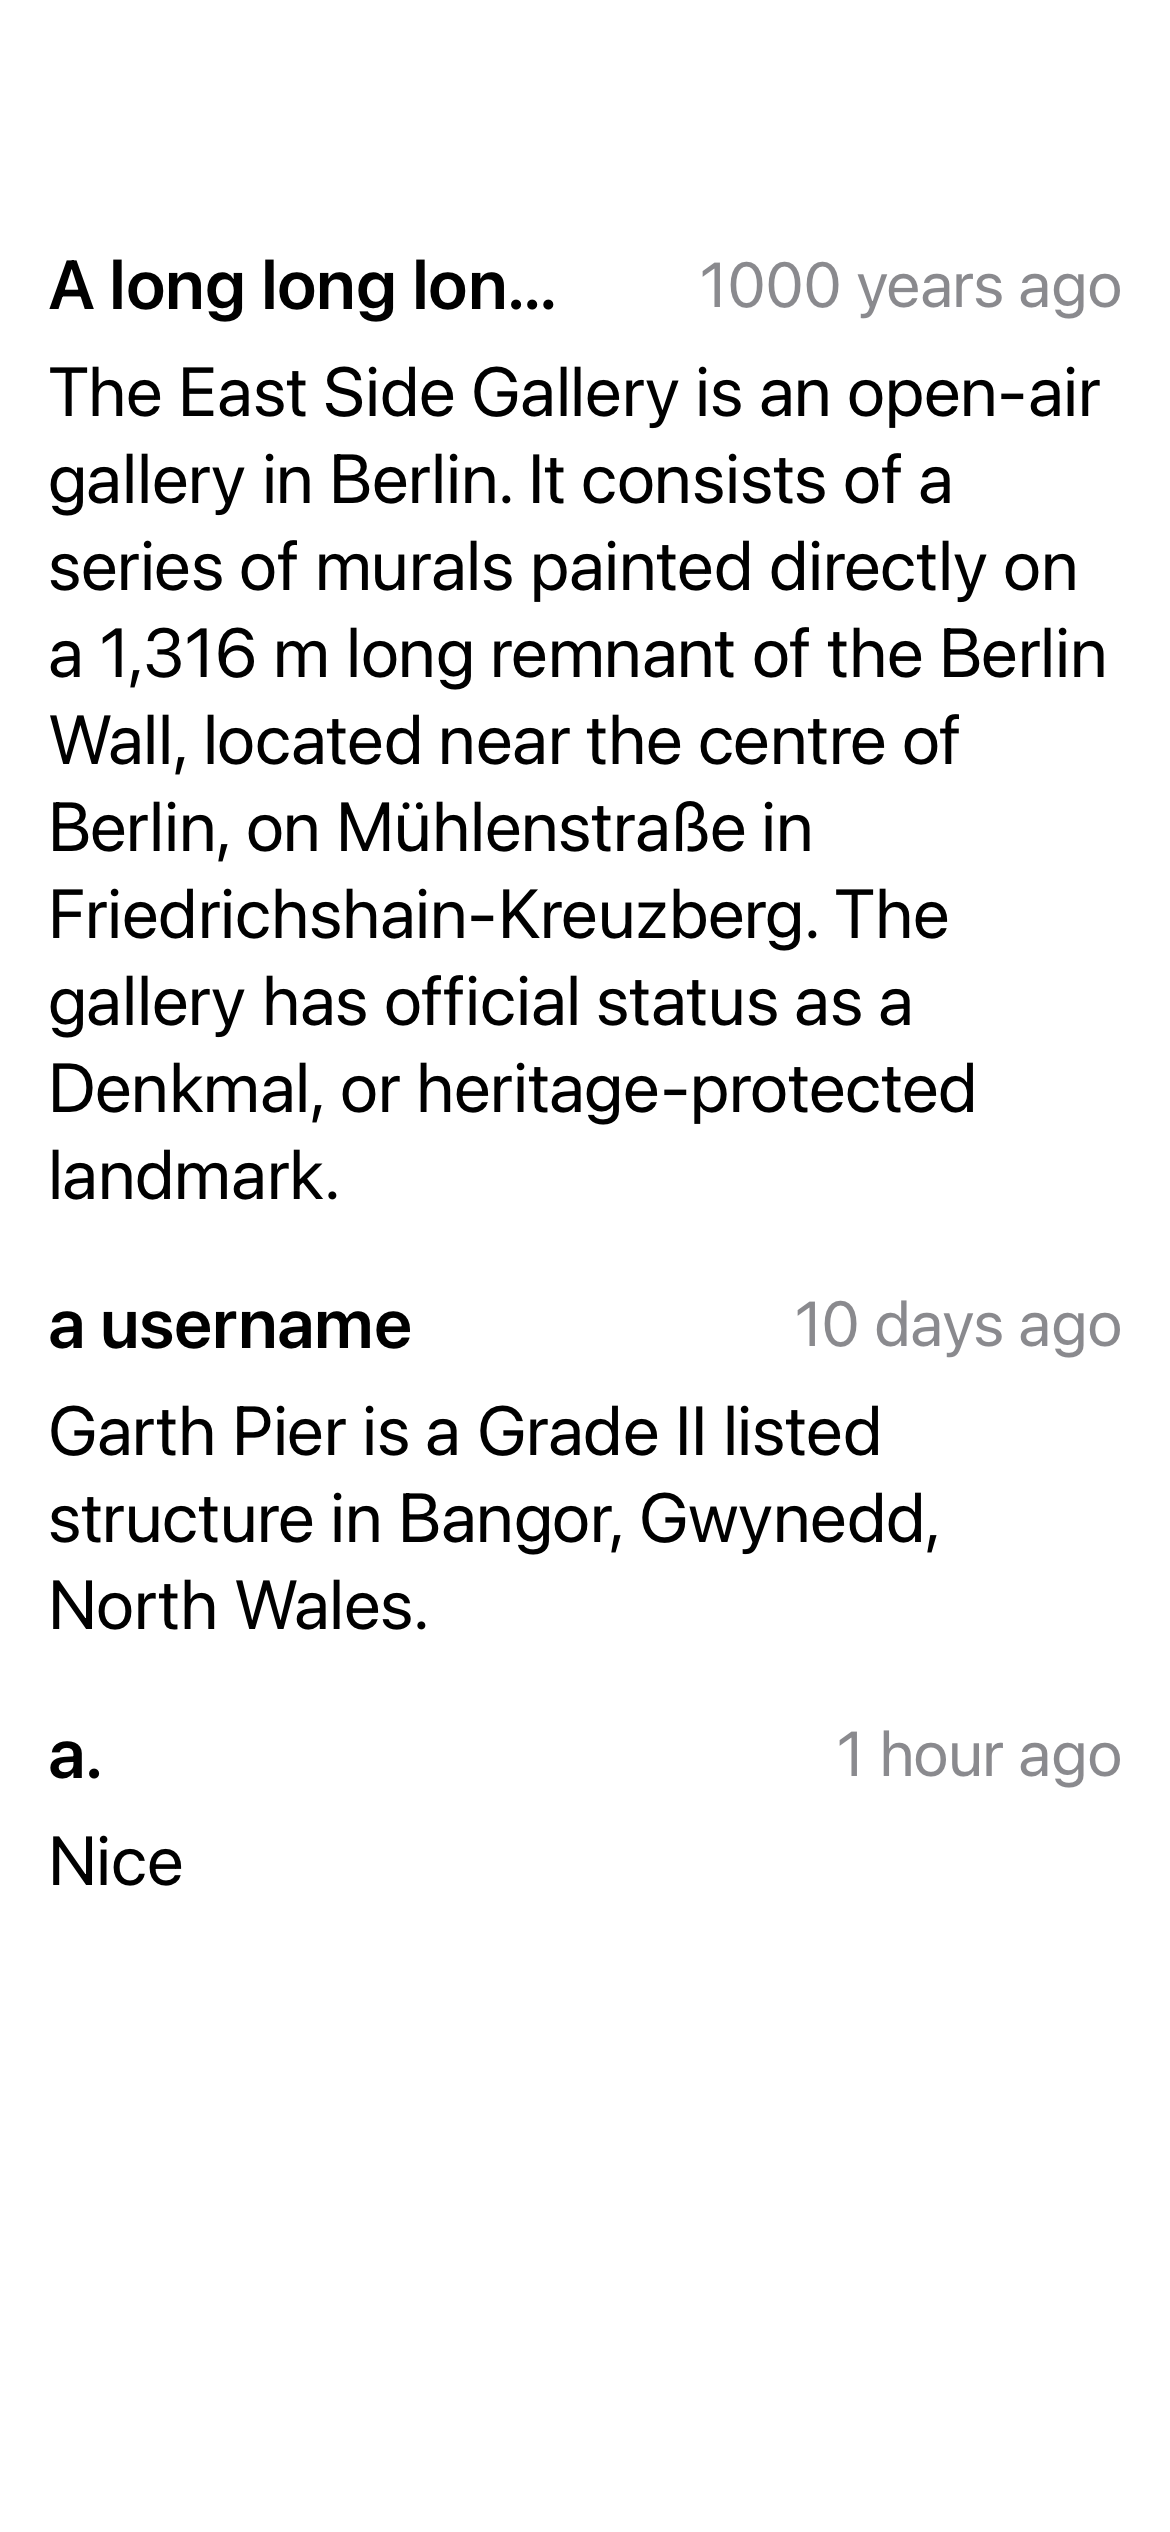 A long long lon...
1000 years ago
The East Side Gallery is an open-air
gallery in Berlin. It consists of a
series of murals painted directly on
a 1,316 m long remnant of the Berlin
Wall, located near the centre of
Berlin, on Mühlenstraße in
Friedrichshain-Kreuzberg. The
gallery has official status as a
Denkmal, or heritage-protected
landmark.
a username
10 days ago
Garth Pier is a Grade II listed
structure in Bangor, Gwynedd,
North Wales.
a.
1 hour ago
Nice